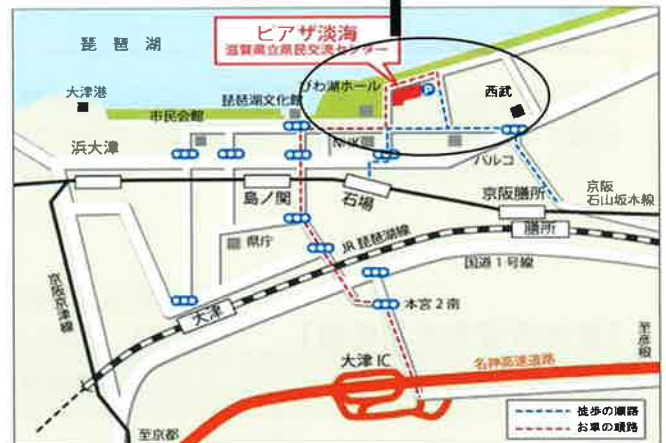 琵琶湖
ピアザ淡海
滋賀県立県民交流センター
大津港
市民会館
琵琶湖文化館
びわ湖ホール
P
西武
浜大津
NHK
パルコ
島ノ関
石場
京阪膳所
京阪
石山坂本線
膳所
県庁
JR琵琶湖線
国道1号線
京阪京津線
大津
本宮2南
大津IC
名神高速道路
至彦根
至京都
徒歩の順路
お車の順路